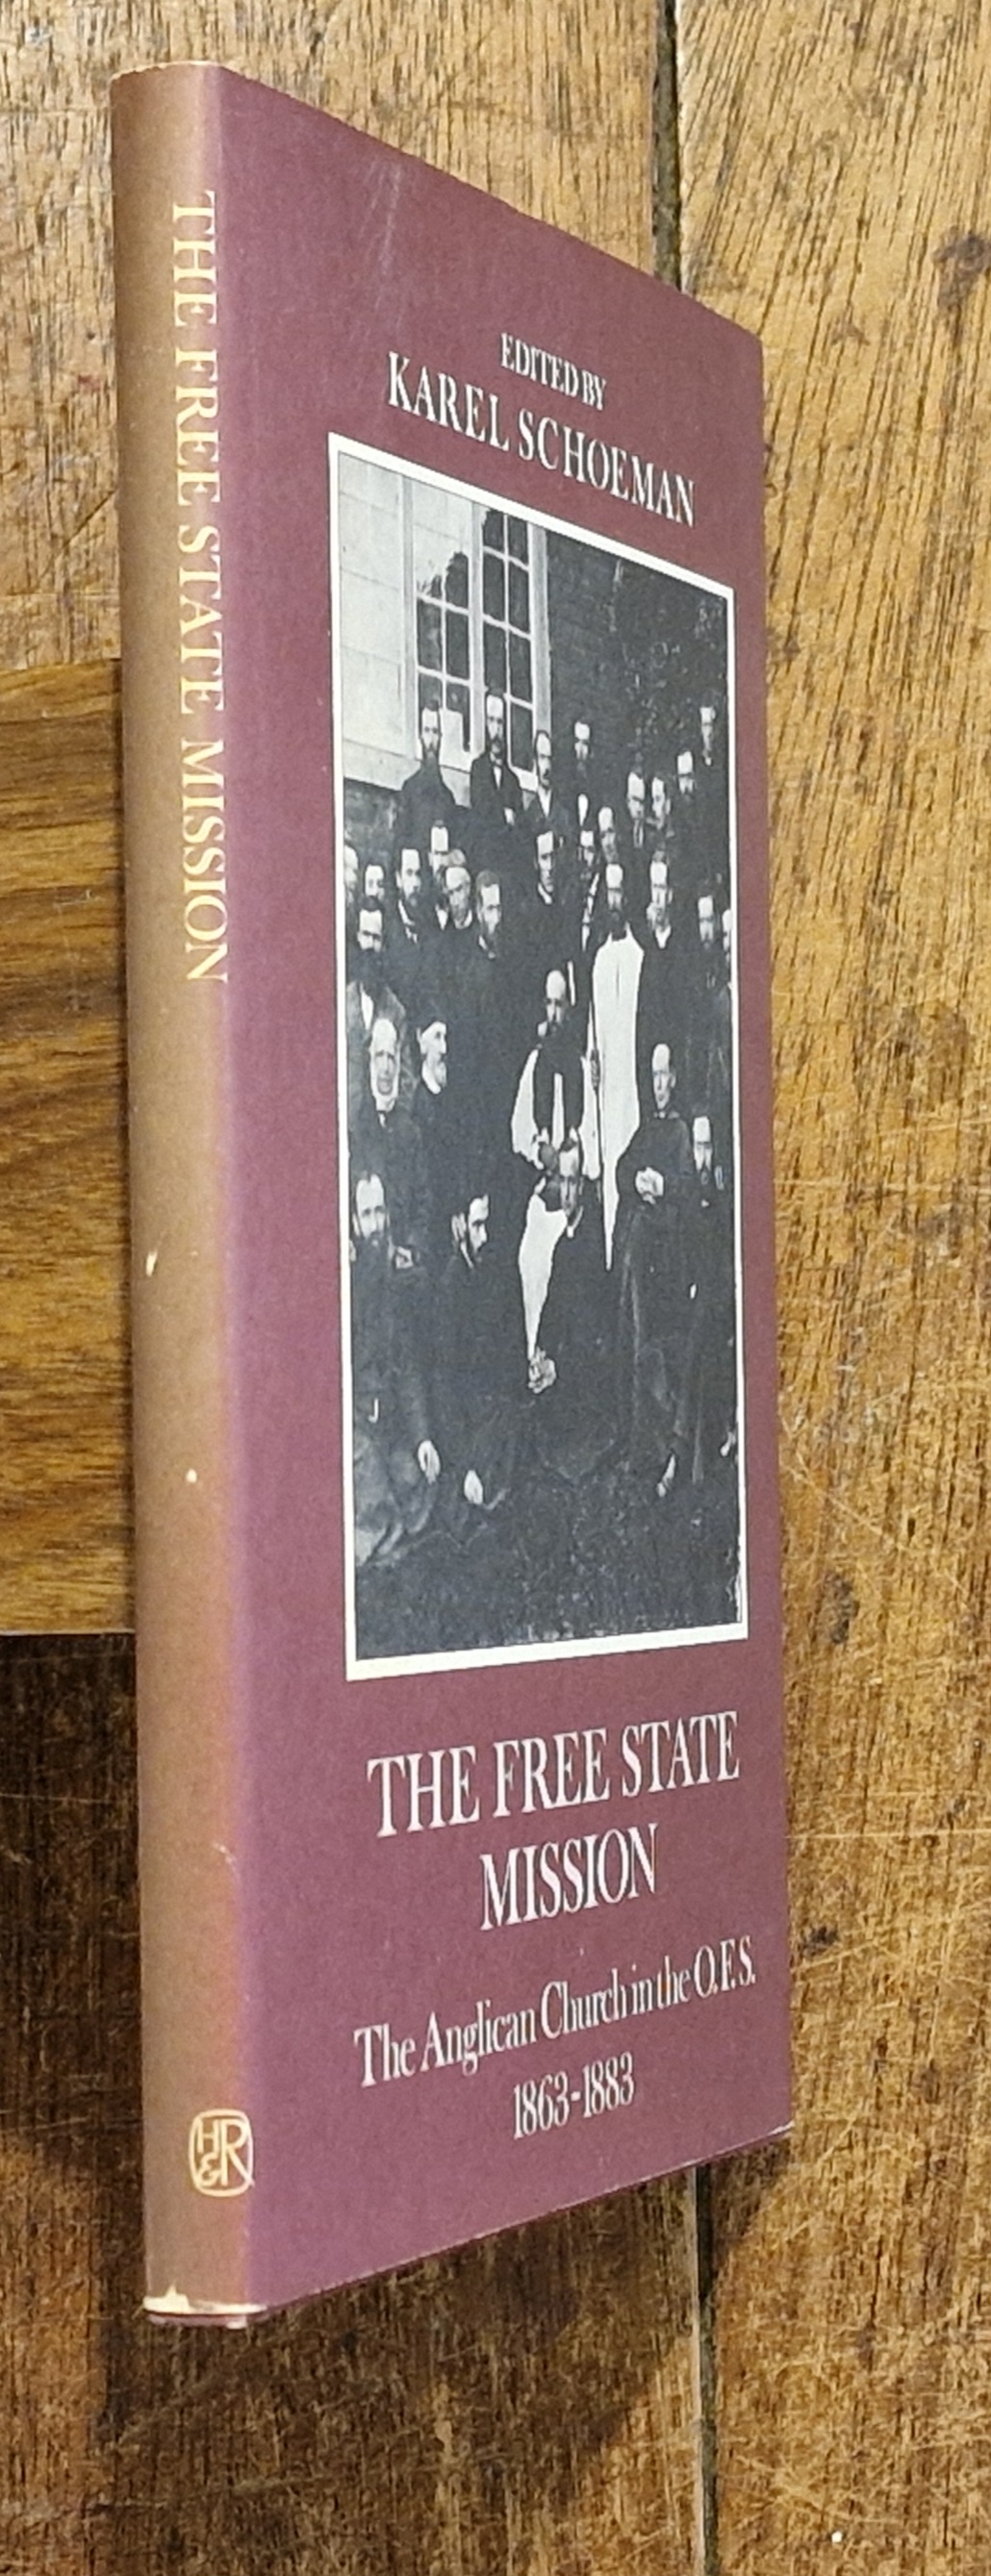 THE FREE STATE MISSION
H&R
EDITED BY
KAREL SCHOEMAN
THE FREE STATE
MISSION
The Anglican Church in the O.F.S.
1863-1883